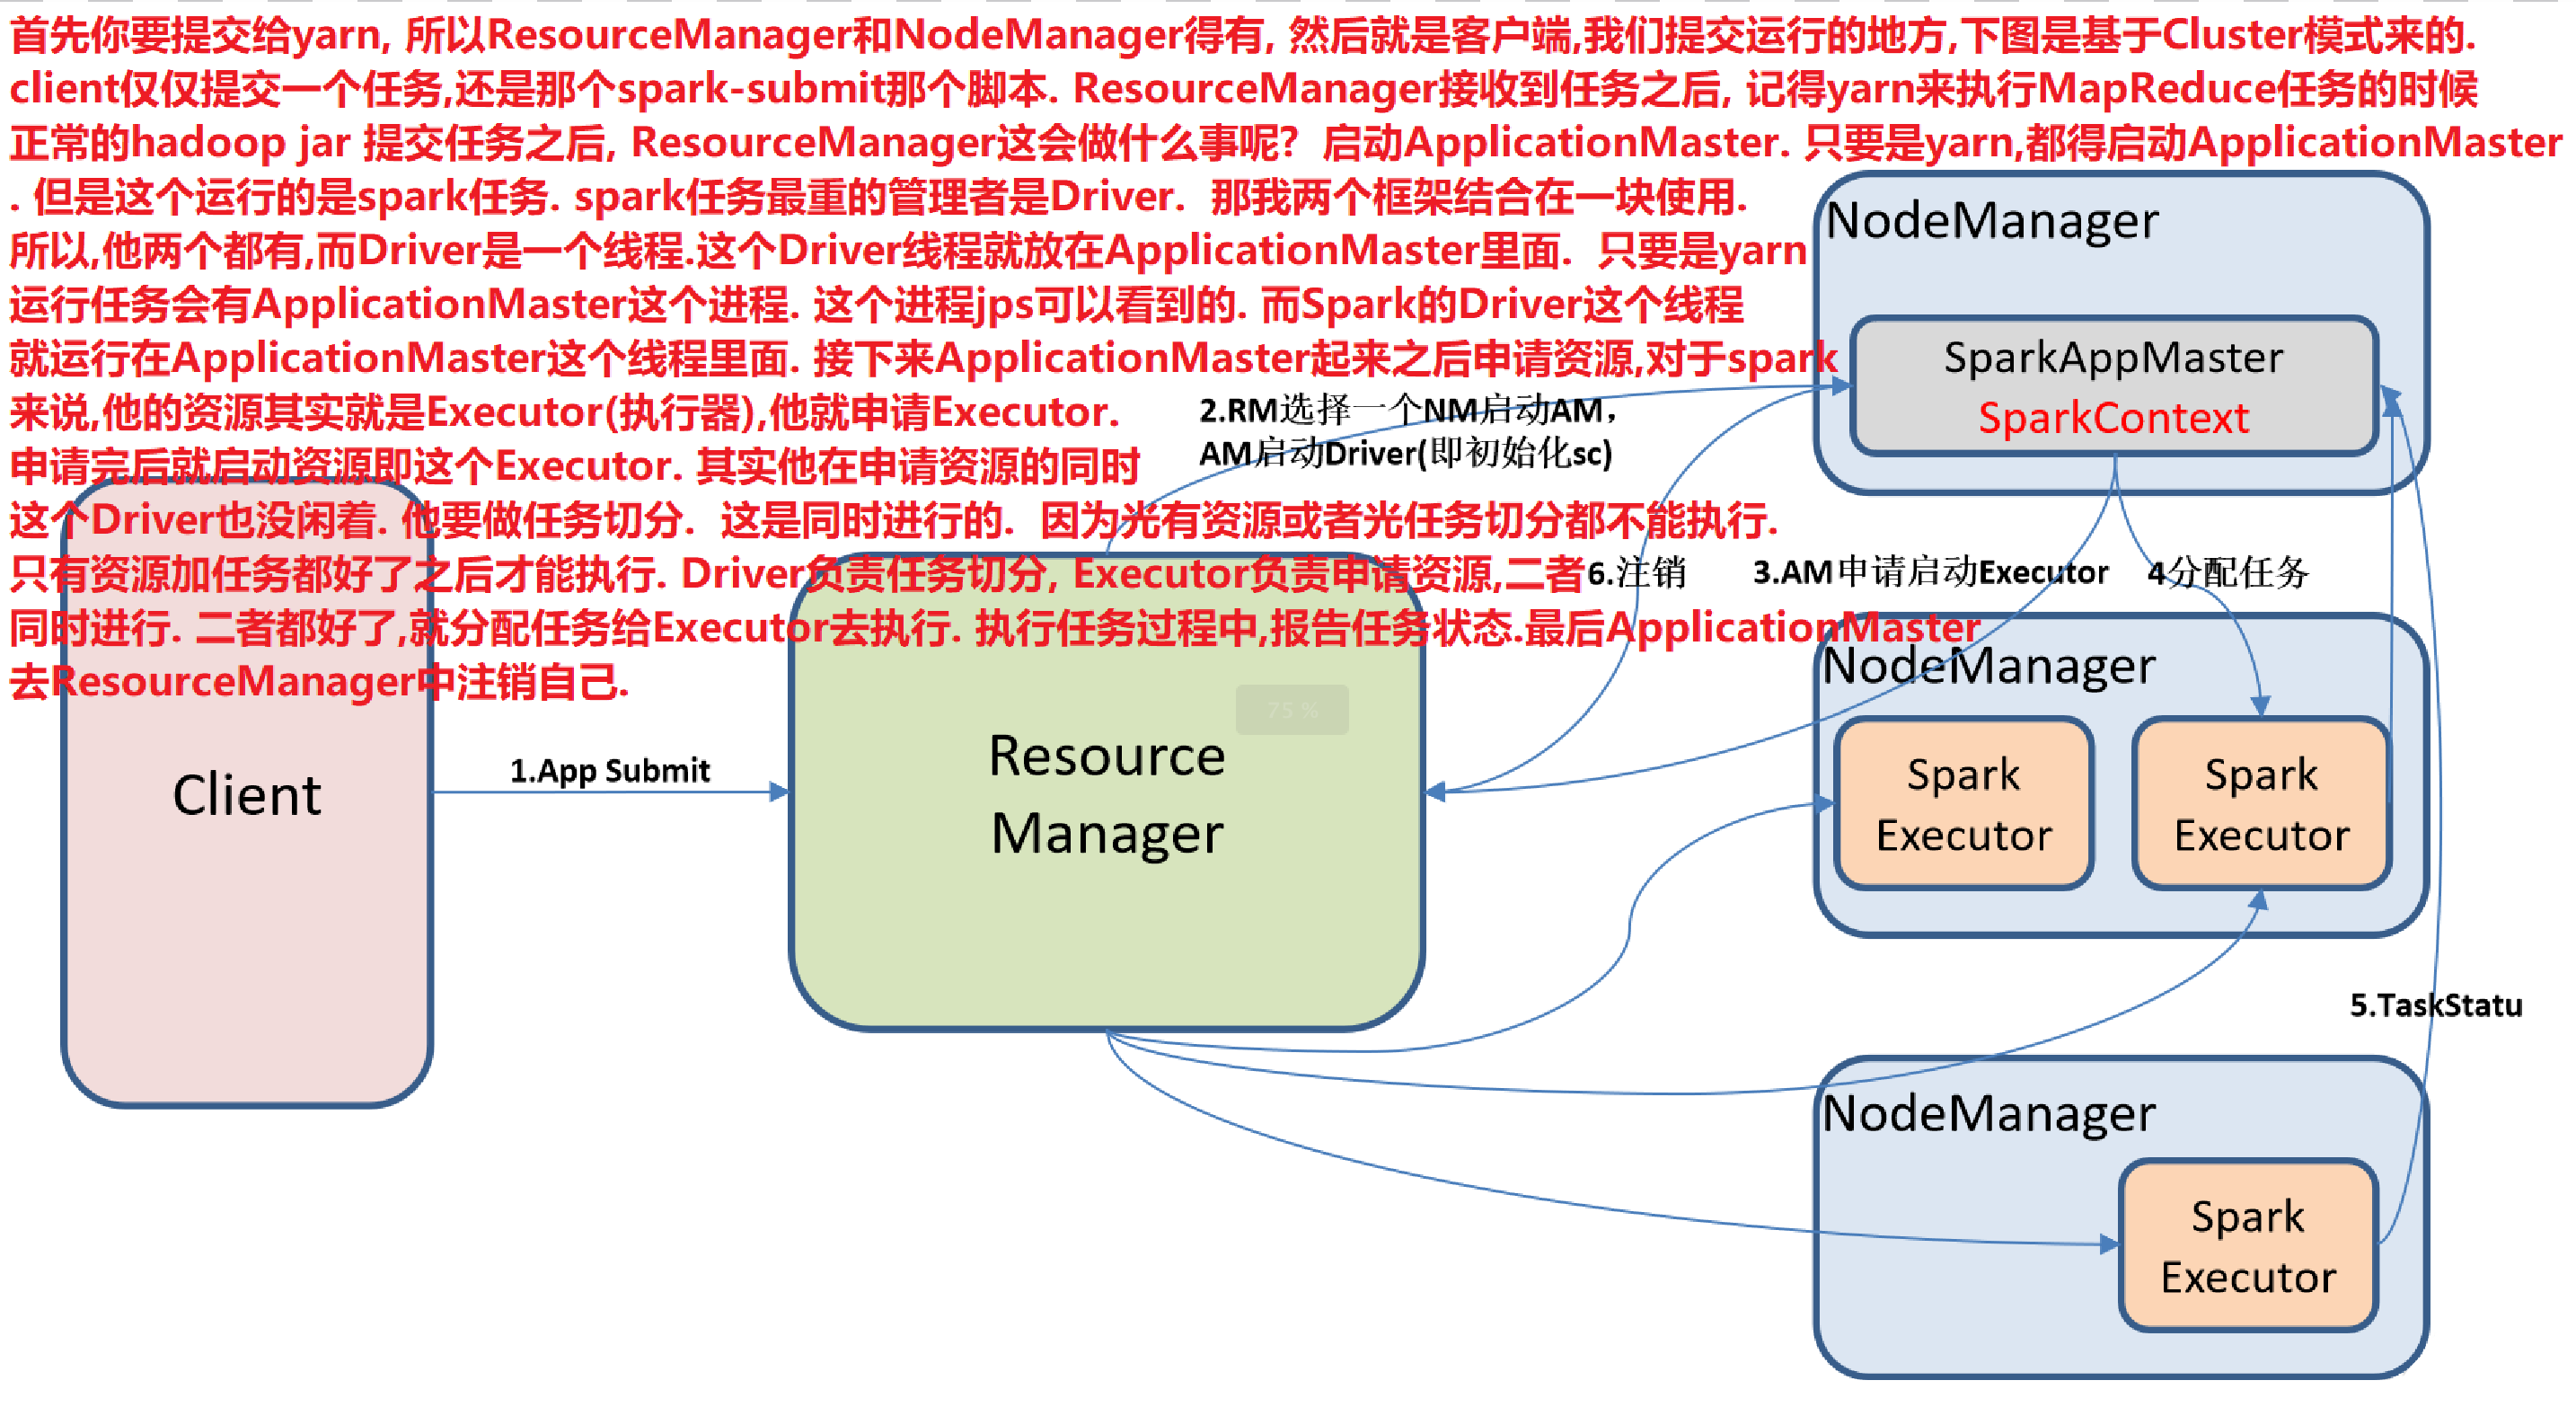 首先你要提交给yarn, 所以ResourceManager和NodeManager得有, 然后就是客户端,我们提交运行的地方,下图是基于Cluster模式来的.
client仅仅提交一个任务,还是那个spark-submit那个脚本. ResourceManager接收到任务之后, 记得yarn来执行MapReduce任务的时候
正常的hadoop jar 提交任务之后, ResourceManager这会做什么事呢? 启动ApplicationMaster. 只要是yarn,都得启动ApplicationMaster
. 但是这个运行的是spark任务. spark任务最重的管理者是Driver. 那我两个框架结合在一块使用.
所以,他两个都有,而Driver是一个线程.这个Driver线程就放在ApplicationMaster里面. 只要是yarn
运行任务会有ApplicationMaster这个进程. 这个进程jps可以看到的. 而Spark的Driver这个线程
就运行在ApplicationMaster这个线程里面. 接下来ApplicationMaster起来之后申请资源,对于spark
来说,他的资源其实就是Executor(执行器),他就申请Executor.
申请完后就启动资源即这个Executor. 其实他在申请资源的同时
这个Driver也没闲着. 他要做任务切分. 这是同时进行的. 因为光有资源或者光任务切分都不能执行.
只有资源加任务都好了之后才能执行. Driver负责任务切分, Executor负责申请资源,二者
同时进行. 二者都好了,就分配任务给Executor去执行. 执行任务过程中,报告任务状态.最后ApplicationMaster
去ResourceManager中注销自己.
NodeManager
SparkAppMaster
SparkContext
2.RM选择一个NM启动AM，
AM启动Driver(即初始化sc)
6.注销
3.AM申请启动Executor
4分配任务
Client
1.App Submit
Resource
Manager
75 %
NodeManager
Spark
Executor
Spark
Executor
5.TaskStatu
NodeManager
Spark
Executor